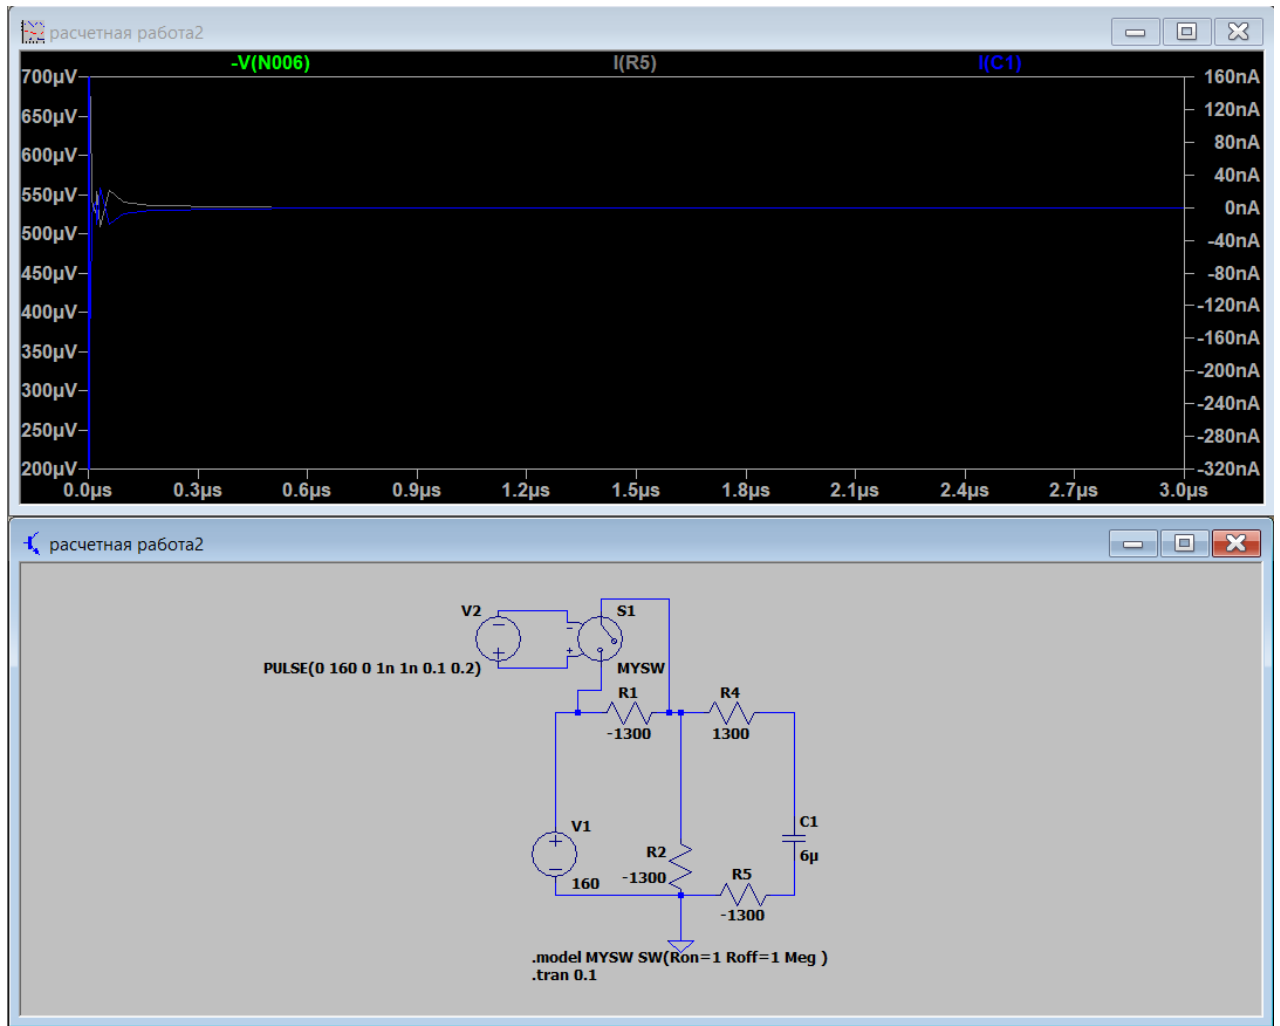 расчетная работа2
-V(N006) I(R5) I(C1)
700µV 160nA
650µV 120nA
600µV 80nA
550µV 40nA
500µV 0nA
450µV -40nA
400µV -80nA
350µV -120nA
300µV -160nA
250µV -200nA
200µV -240nA
-280nA
-320nA
0.0µs 0.3µs 0.6µs 0.9µs 1.2µs 1.5µs 1.8µs 2.1µs 2.4µs 2.7µs 3.0µs
расчетная работа2
V2 S1
PULSE(0 160 0 1n 1n 0.1 0.2) MYSW
R1 R4
-1300 1300
V1 C1
R2 6µ
160 -1300 R5
-1300
.model MYSW SW(Ron=1 Roff=1 Meg )
.tran 0.1